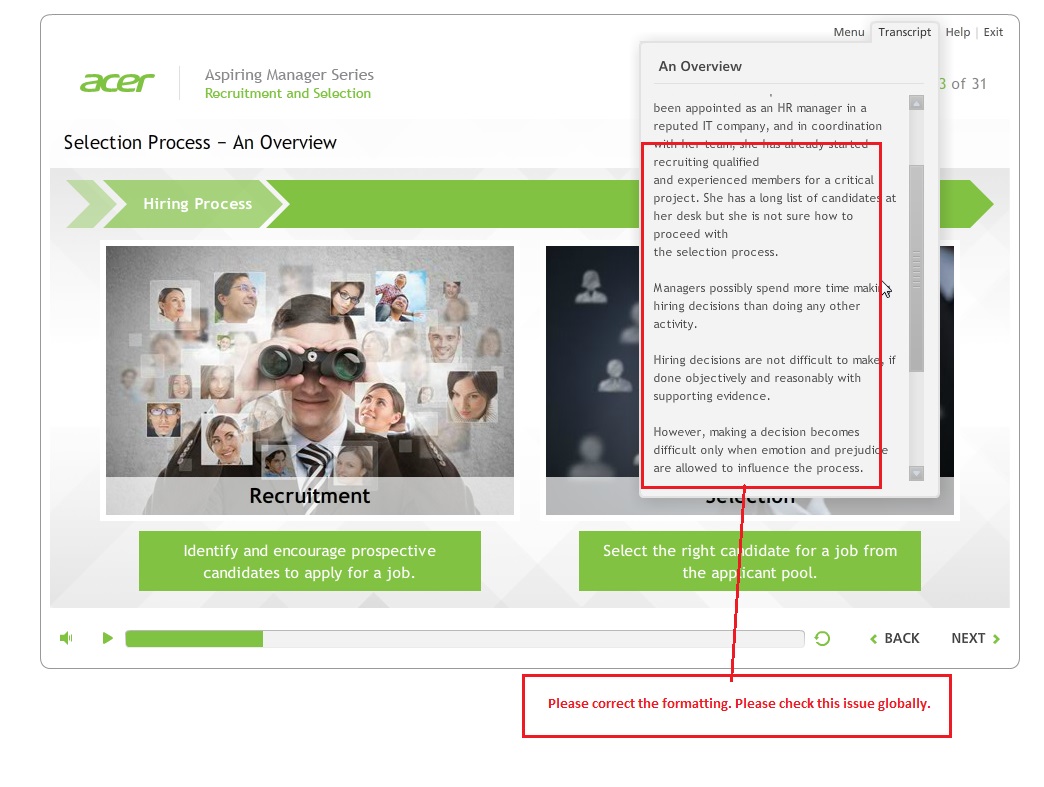 Menu Transcript Help | Exit
acer
Aspiring Manager Series
Recruitment and Selection
3 of 31
An Overview
Selection Process – An Overview
been appointed as an HR manager in a
reputed IT company, and in coordination
with her team, she has already started
recruiting qualified
and experienced members for a critical
project. She has a long list of candidates at
her desk but she is not sure how to
proceed with
the selection process.
Managers possibly spend more time making
hiring decisions than doing any other
activity.
Hiring decisions are not difficult to make, if
done objectively and reasonably with
supporting evidence.
However, making a decision becomes
difficult only when emotion and prejudice
are allowed to influence the process.
Hiring Process
Recruitment
Selection
Identify and encourage prospective
candidates to apply for a job.
Select the right candidate for a job from
the applicant pool.
BACK NEXT
Please correct the formatting. Please check this issue globally.